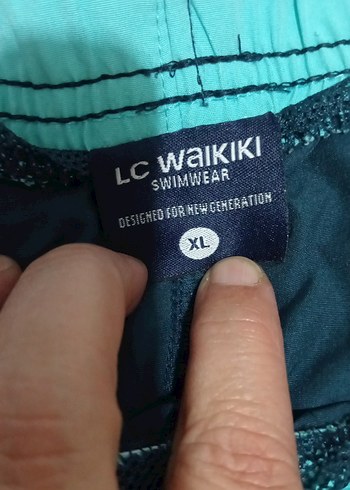 LC WAIKIKI
SWIMWEAR
DESIGNED FOR NEW GENERATION
XL